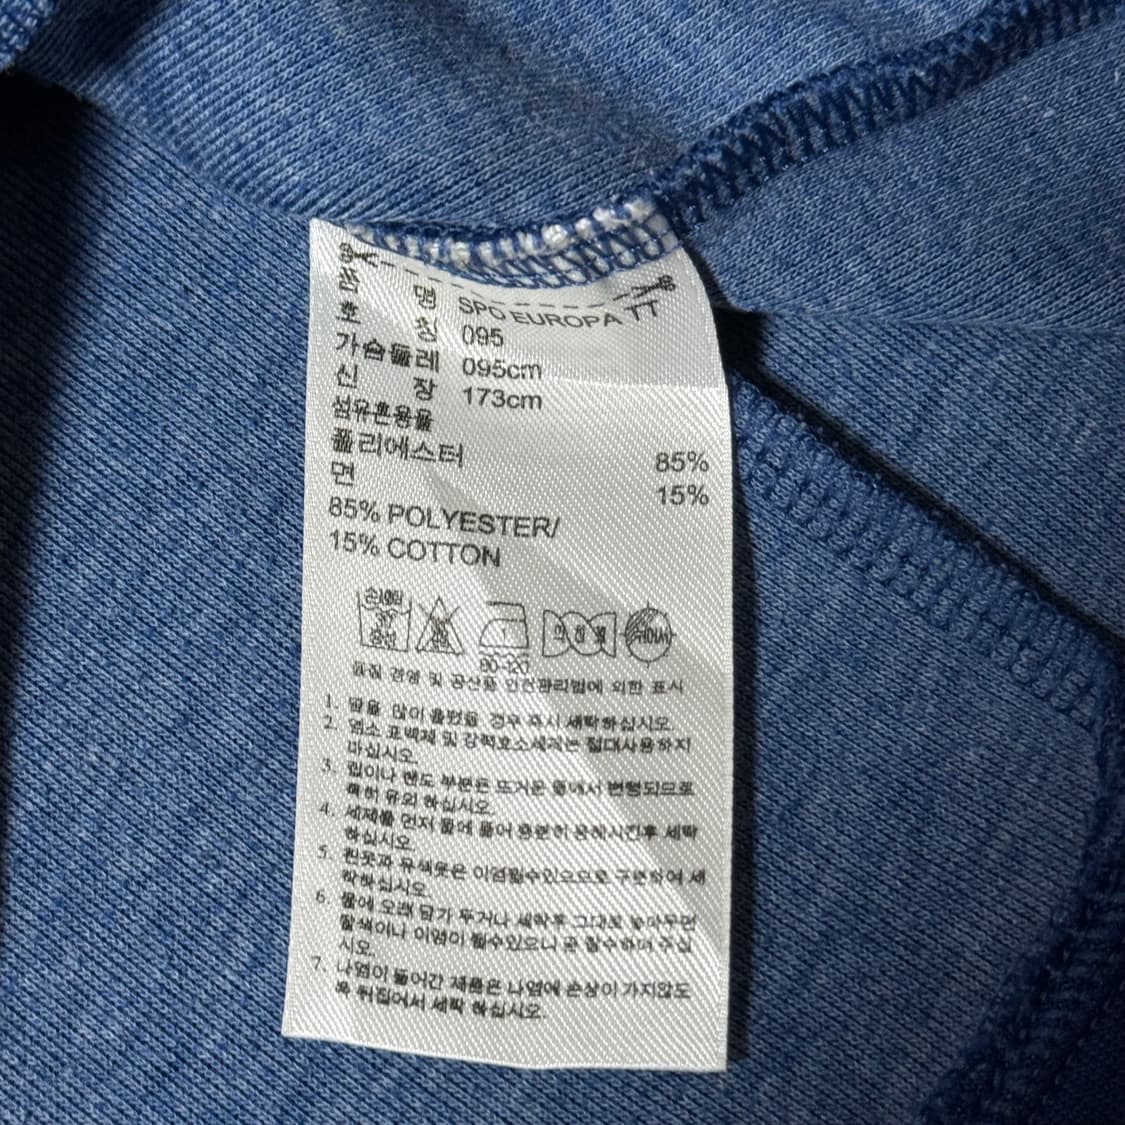 품 명 SPO EUROPA TT
호 칭 095
가슴둘레 095cm
신 장 173cm
섬유혼용율
폴리에스터 85%
면 15%
85% POLYESTER/
15% COTTON
손세탁
30℃
중성
80-120
품질 경영 및 공산품 안전관리법에 의한 표시
1. 땀을 많이 흘렸을 경우 즉시 세탁하십시오.
2. 염소 표백제 및 강력효소세제는 절대사용하지
마십시오.
3. 립이나 밴드 부분은 뜨거운 물에서 변형되므로
특히 유의 하십시오.
4. 세제를 먼저 물에 풀어 충분히 용해시킨후 세탁
하십시오.
5. 흰옷과 유색옷은 이염될수있으므로 구분하여 세
탁하십시오.
6. 물에 오래 담가 두거나 세탁후 그대로 놓아두면
탈색이나 이염이 될수있으니 곧 탈수하여 주십
시오.
7. 나염이 들어간 제품은 나염에 손상이 가지않도
록 뒤집어서 세탁 하십시오.